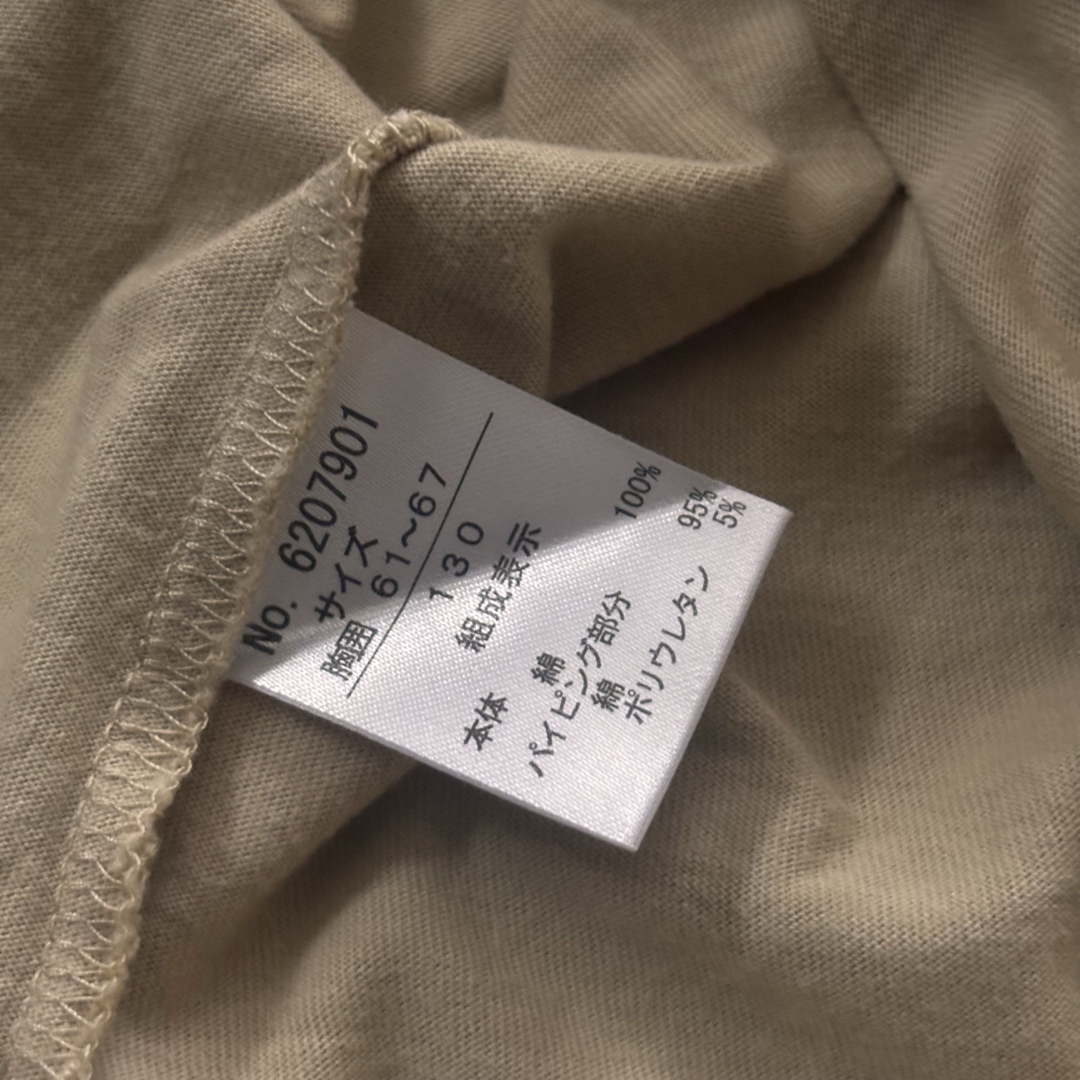 No. 6207901
サイズ
胸囲 61～67
130
組成表示
本体 綿 100%
パイピング部分
綿 95%
ポリウレタン 5%